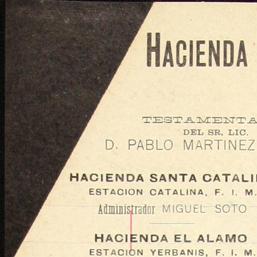 HACIENDA
TESTAMENTA
DEL SR. LIC.
D. PABLO MARTINEZ
HACIENDA SANTA CATALI
ESTACION CATALINA, F. I. M.
Administrador MIGUEL SOTO
HACIENDA EL ALAMO
ESTACION YERBANIS, F. I. M.